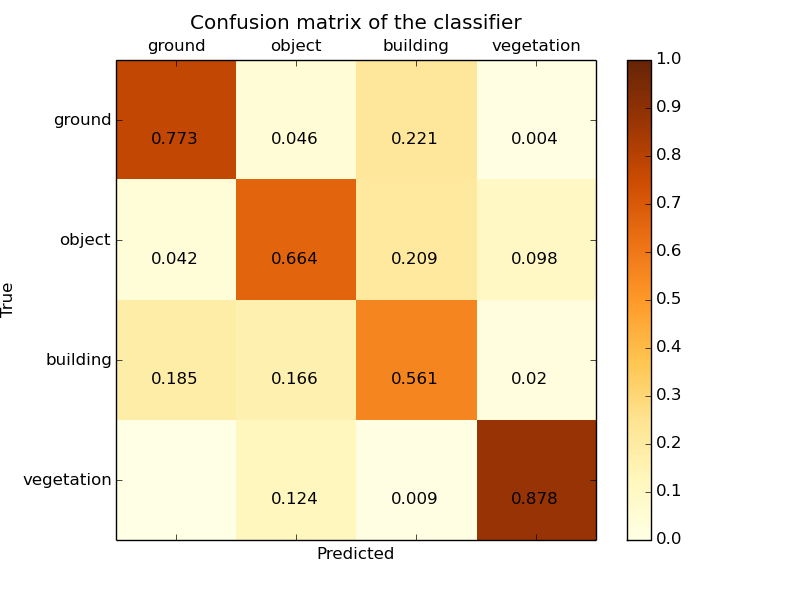 Confusion matrix of the classifier
ground object building vegetation
ground 0.773 0.046 0.221 0.004
object 0.042 0.664 0.209 0.098
building 0.185 0.166 0.561 0.02
vegetation 0.124 0.009 0.878
True
Predicted
1.0
0.9
0.8
0.7
0.6
0.5
0.4
0.3
0.2
0.1
0.0